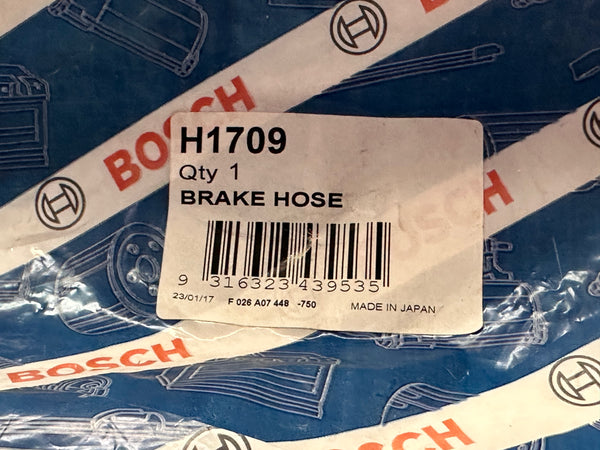 BOSCH
H1709
Qty 1
BRAKE HOSE
9 316323 439535
23/01/17 F 026 A07 448 -750 MADE IN JAPAN
BOSCH
BOSCH
BOSCH